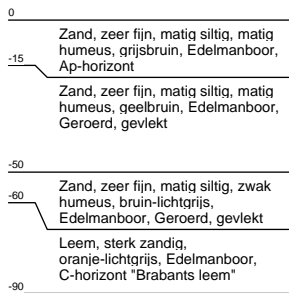 0
Zand, zeer fijn, matig siltig, matig
humeus, grijsbruin, Edelmanboor,
Ap-horizont
-15
Zand, zeer fijn, matig siltig, matig
humeus, geelbruin, Edelmanboor,
Geroerd, gevlekt
-50
Zand, zeer fijn, matig siltig, zwak
humeus, bruin-lichtgrijs,
Edelmanboor, Geroerd, gevlekt
-60
Leem, sterk zandig,
oranje-lichtgrijs, Edelmanboor,
C-horizont "Brabants leem"
-90